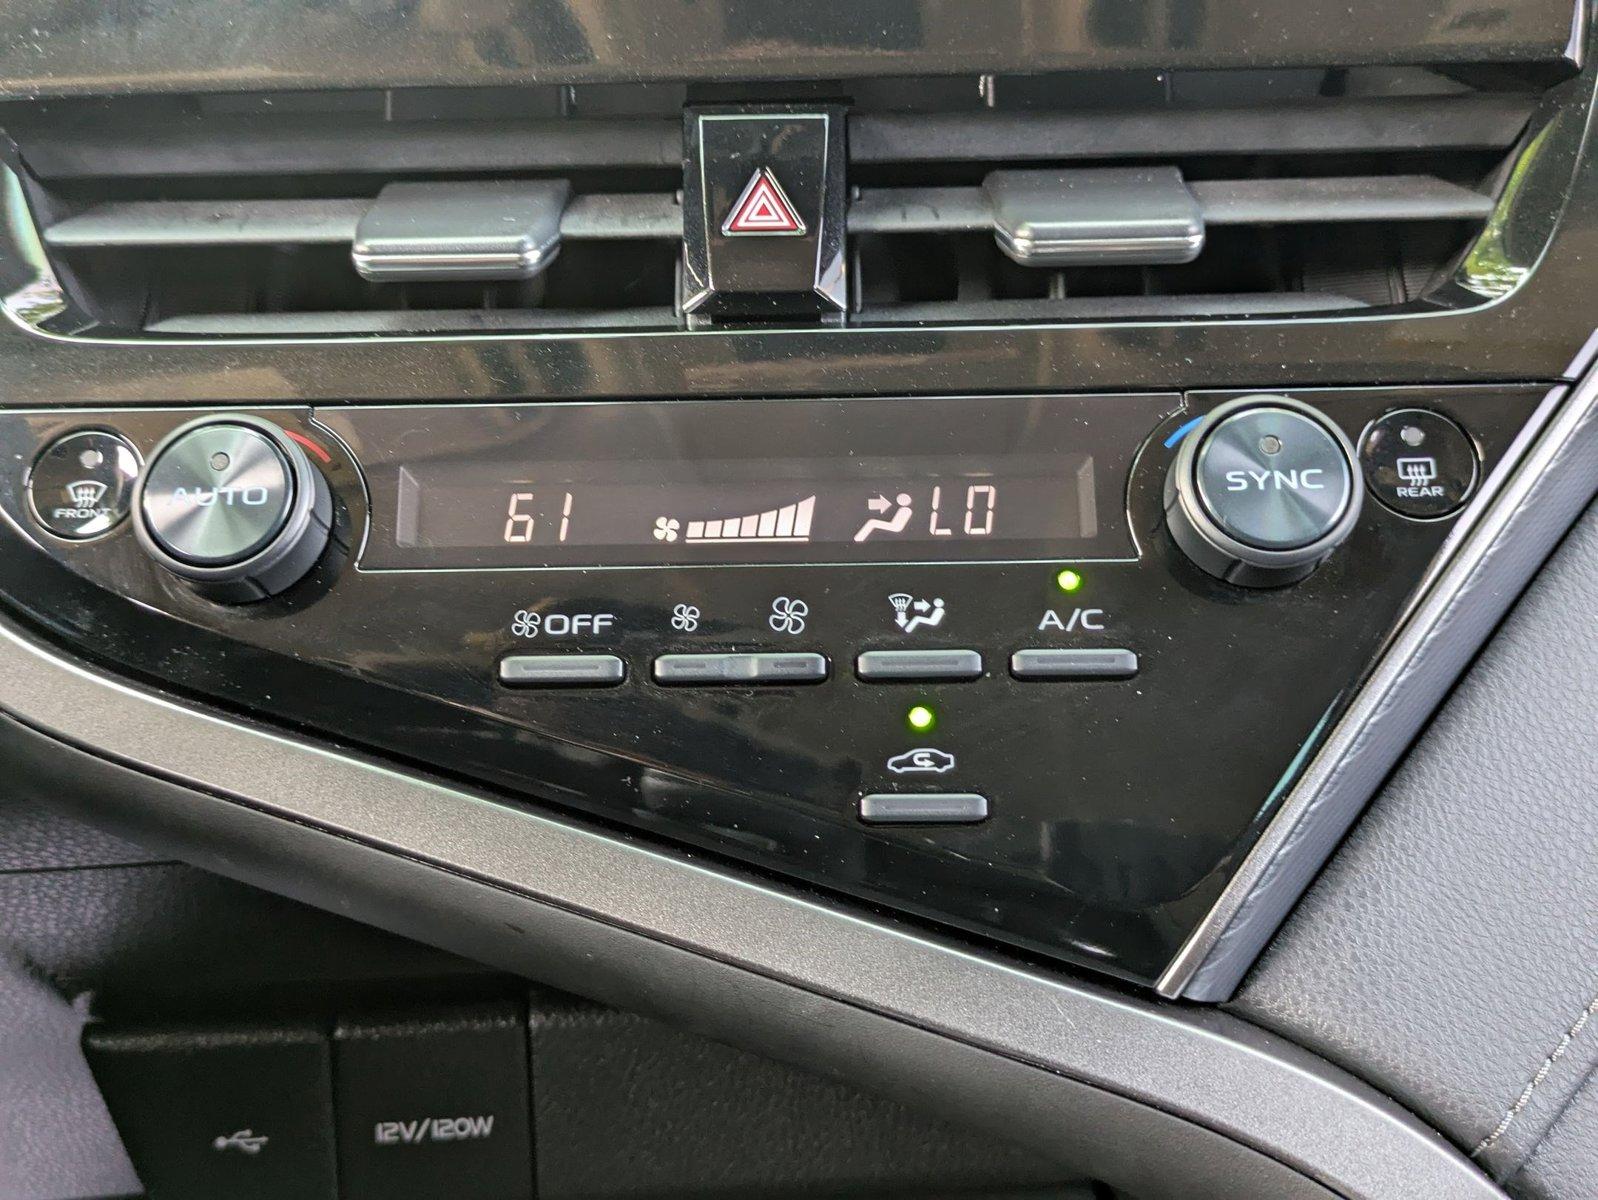 FRONT
AUTO
61
LO
SYNC
REAR
OFF
A/C
12V/120W